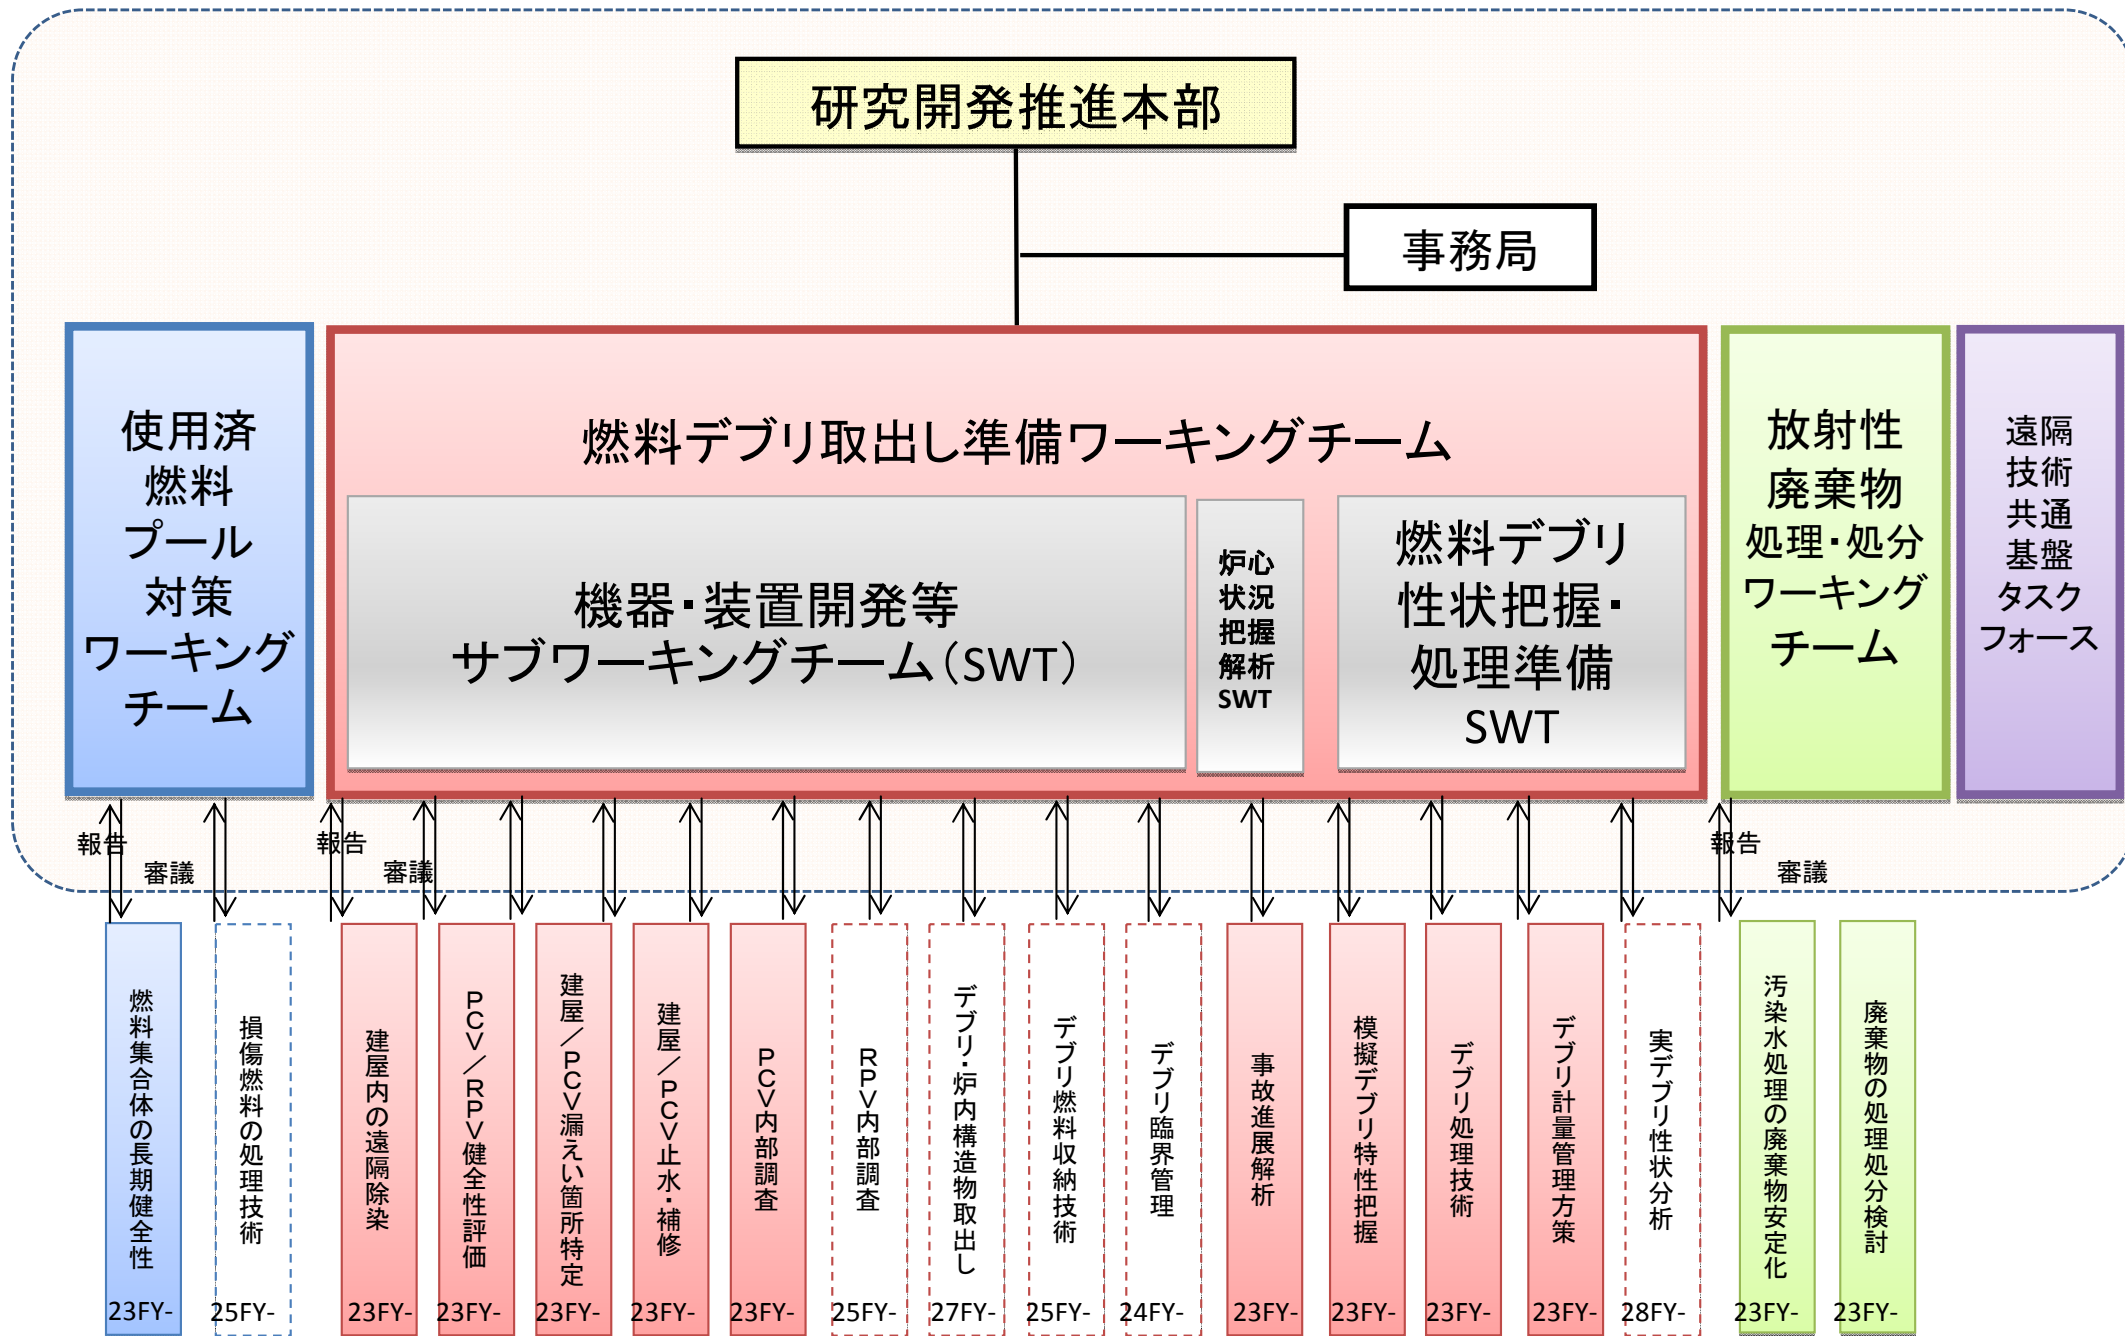 研究開発推進本部
事務局
使用済
燃料
プール
対策
ワーキング
チーム
燃料デブリ取出し準備ワーキングチーム
機器・装置開発等
サブワーキングチーム(SWT)
炉心
状況
把握
解析
SWT
燃料デブリ
性状把握・
処理準備
SWT
放射性
廃棄物
処理・処分
ワーキング
チーム
遠隔
技術
共通
基盤
タスク
フォース
報告
審議
報告
審議
報告
審議
燃料集合体の長期健全性
23FY-
損傷燃料の処理技術
25FY-
建屋内の遠隔除染
23FY-
PCV/RPV健全性評価
23FY-
建屋/PCV漏えい箇所特定
23FY-
建屋/PCV止水・補修
23FY-
PCV内部調査
23FY-
RPV内部調査
25FY-
デブリ・炉内構造物取出し
27FY-
デブリ燃料収納技術
25FY-
デブリ臨界管理
24FY-
事故進展解析
23FY-
模擬デブリ特性把握
23FY-
デブリ処理技術
23FY-
デブリ計量管理方策
23FY-
実デブリ性状分析
28FY-
汚染水処理の廃棄物安定化
23FY-
廃棄物の処理処分検討
23FY-